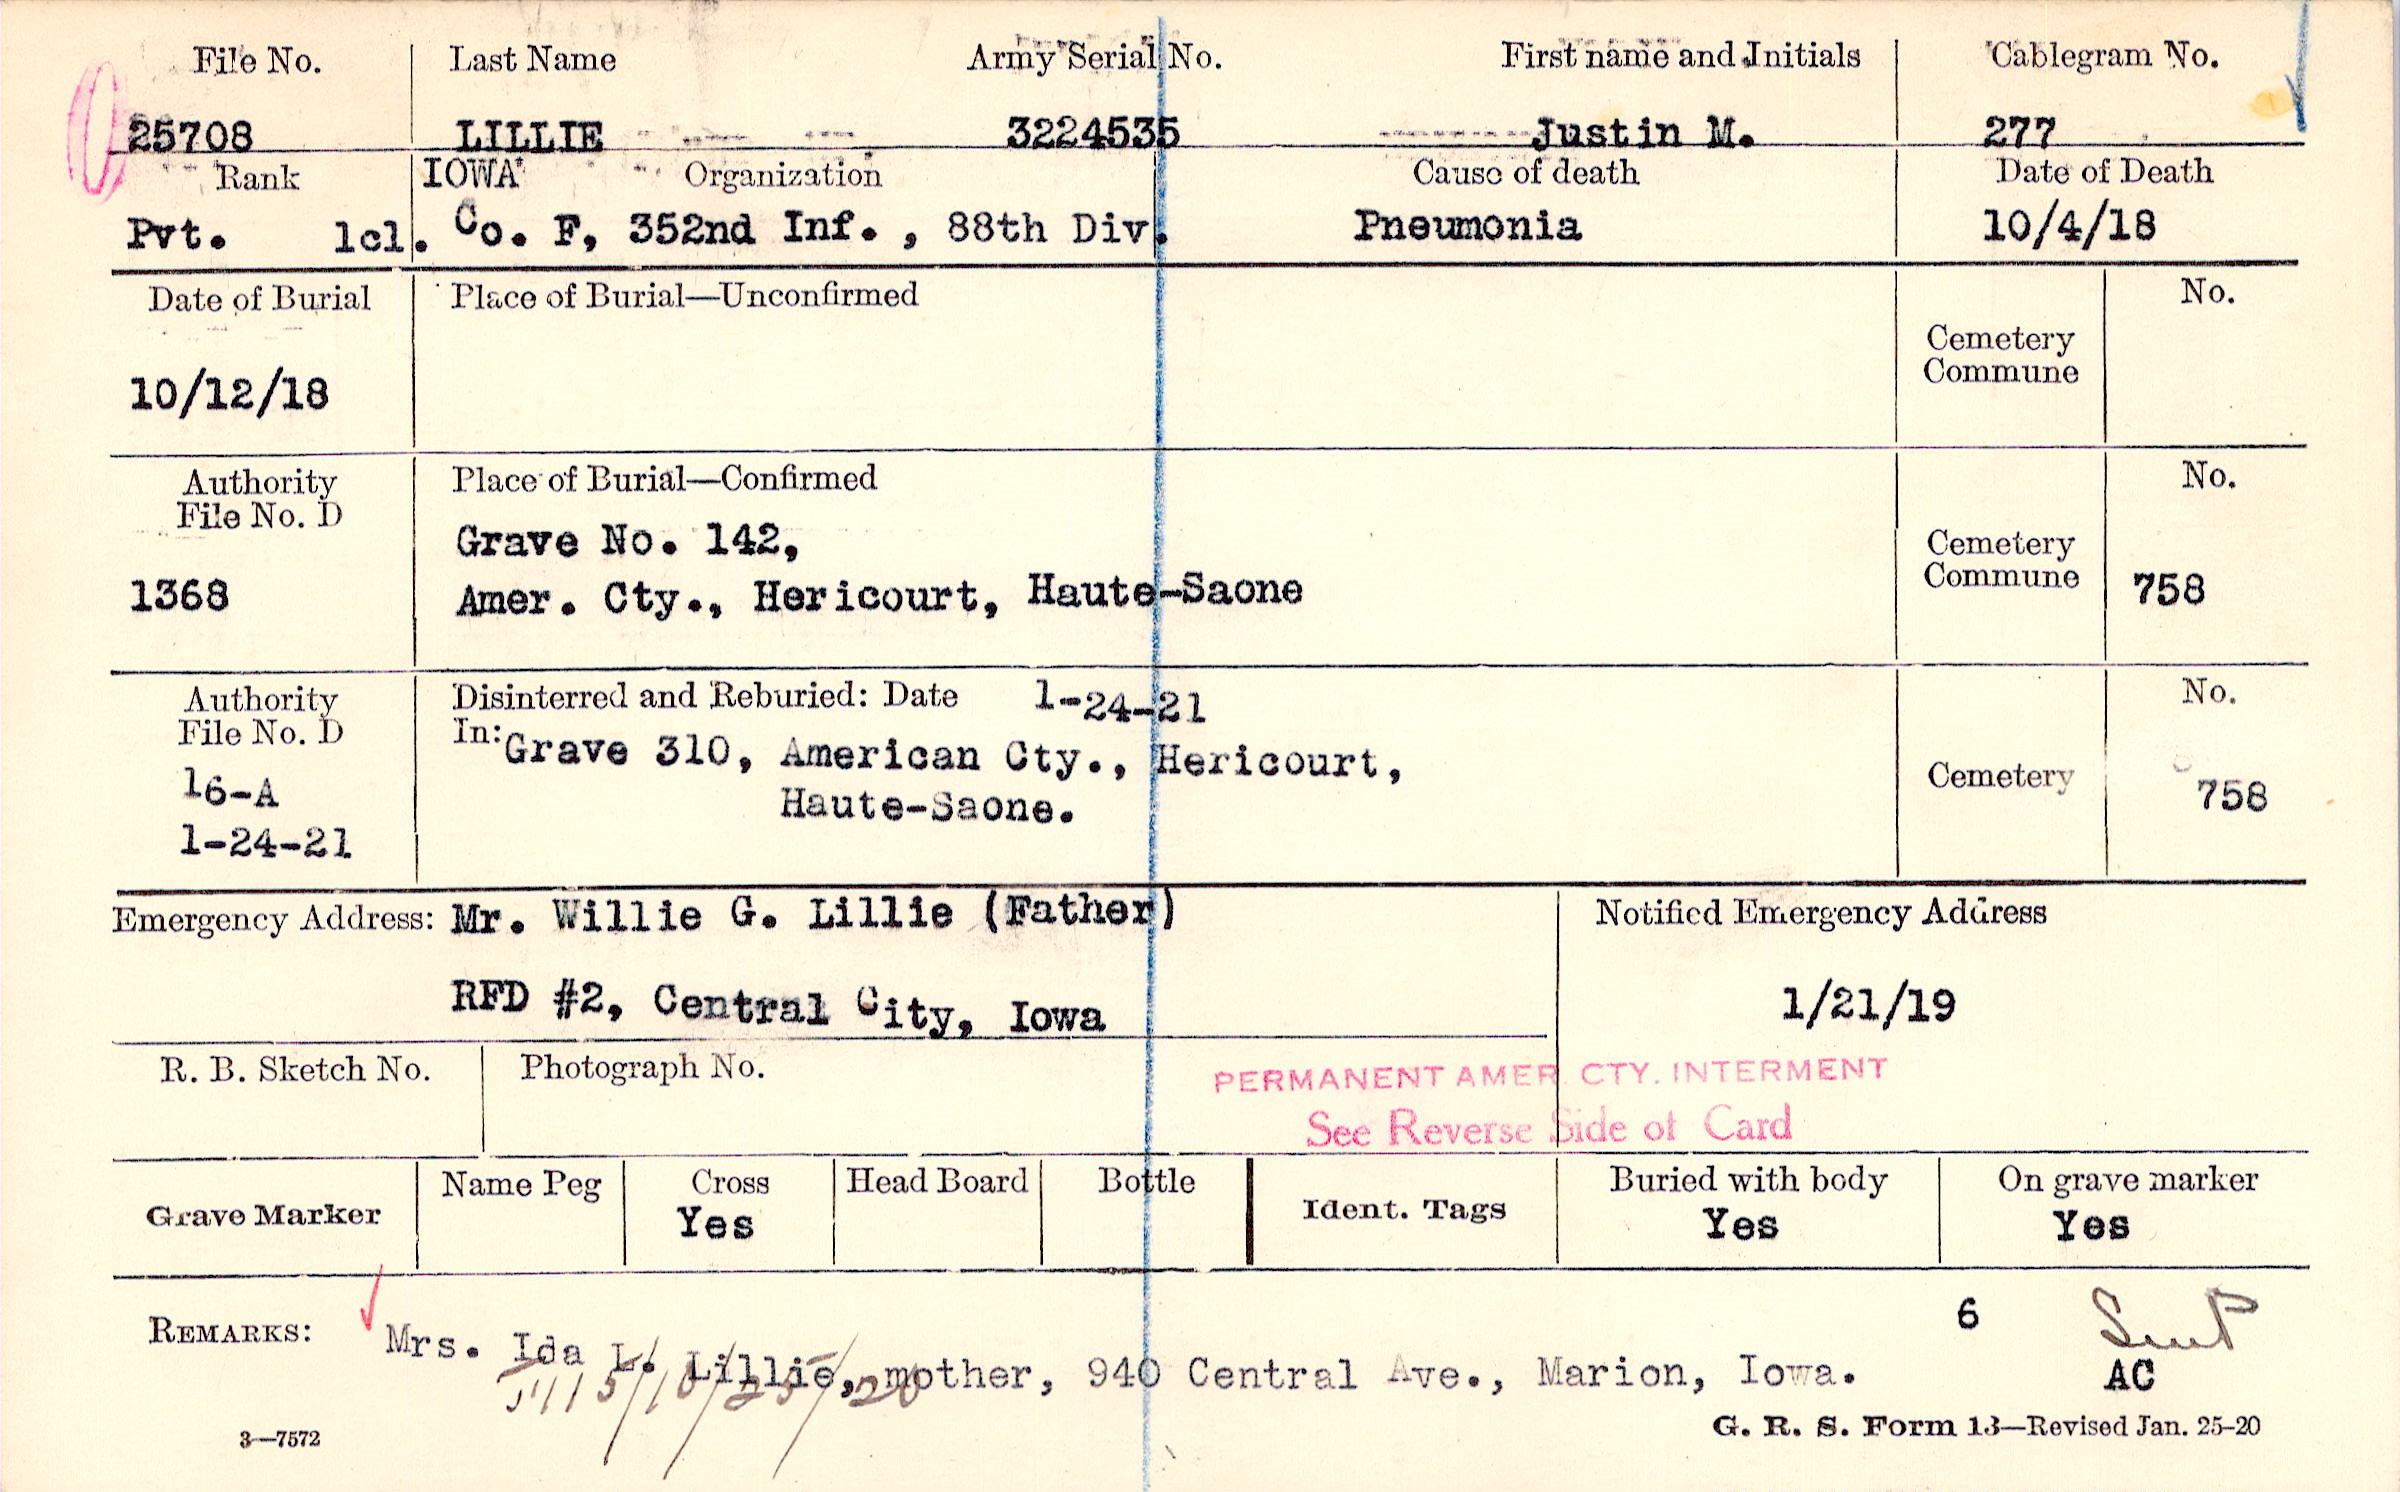 File No. Last Name Army Serial No. First name and Initials Cablegram No.
25708 LILLIE 3224535 Justin M. 277
Rank IOWA Organization Cause of death Date of Death
Pvt. 1cl. Co. F, 352nd Inf., 88th Div. Pneumonia 10/4/18
Date of Burial Place of Burial—Unconfirmed No.
Cemetery
Commune
10/12/18
Authority Place of Burial—Confirmed No.
File No. D
Grave No. 142, Cemetery
1368 Amer. Cty., Hericourt, Haute-Saone Commune 758
Authority Disinterred and Reburied: Date 1-24-21 No.
File No. D In: Grave 310, American Cty., Hericourt,
16-A Haute-Saone. Cemetery 758
1-24-21
Emergency Address: Mr. Willie G. Lillie (Father) Notified Emergency Address
RFD #2, Central City, Iowa 1/21/19
R. B. Sketch No. Photograph No. PERMANENT AMER. CTY. INTERMENT
See Reverse Side of Card
Name Peg Cross Head Board Bottle Buried with body On grave marker
Grave Marker Yes Ident. Tags Yes Yes
6
REMARKS: Mrs. Ida L. Lillie, mother, 940 Central Ave., Marion, Iowa. AC
3—7572 G. R. S. Form 13—Revised Jan. 25-20